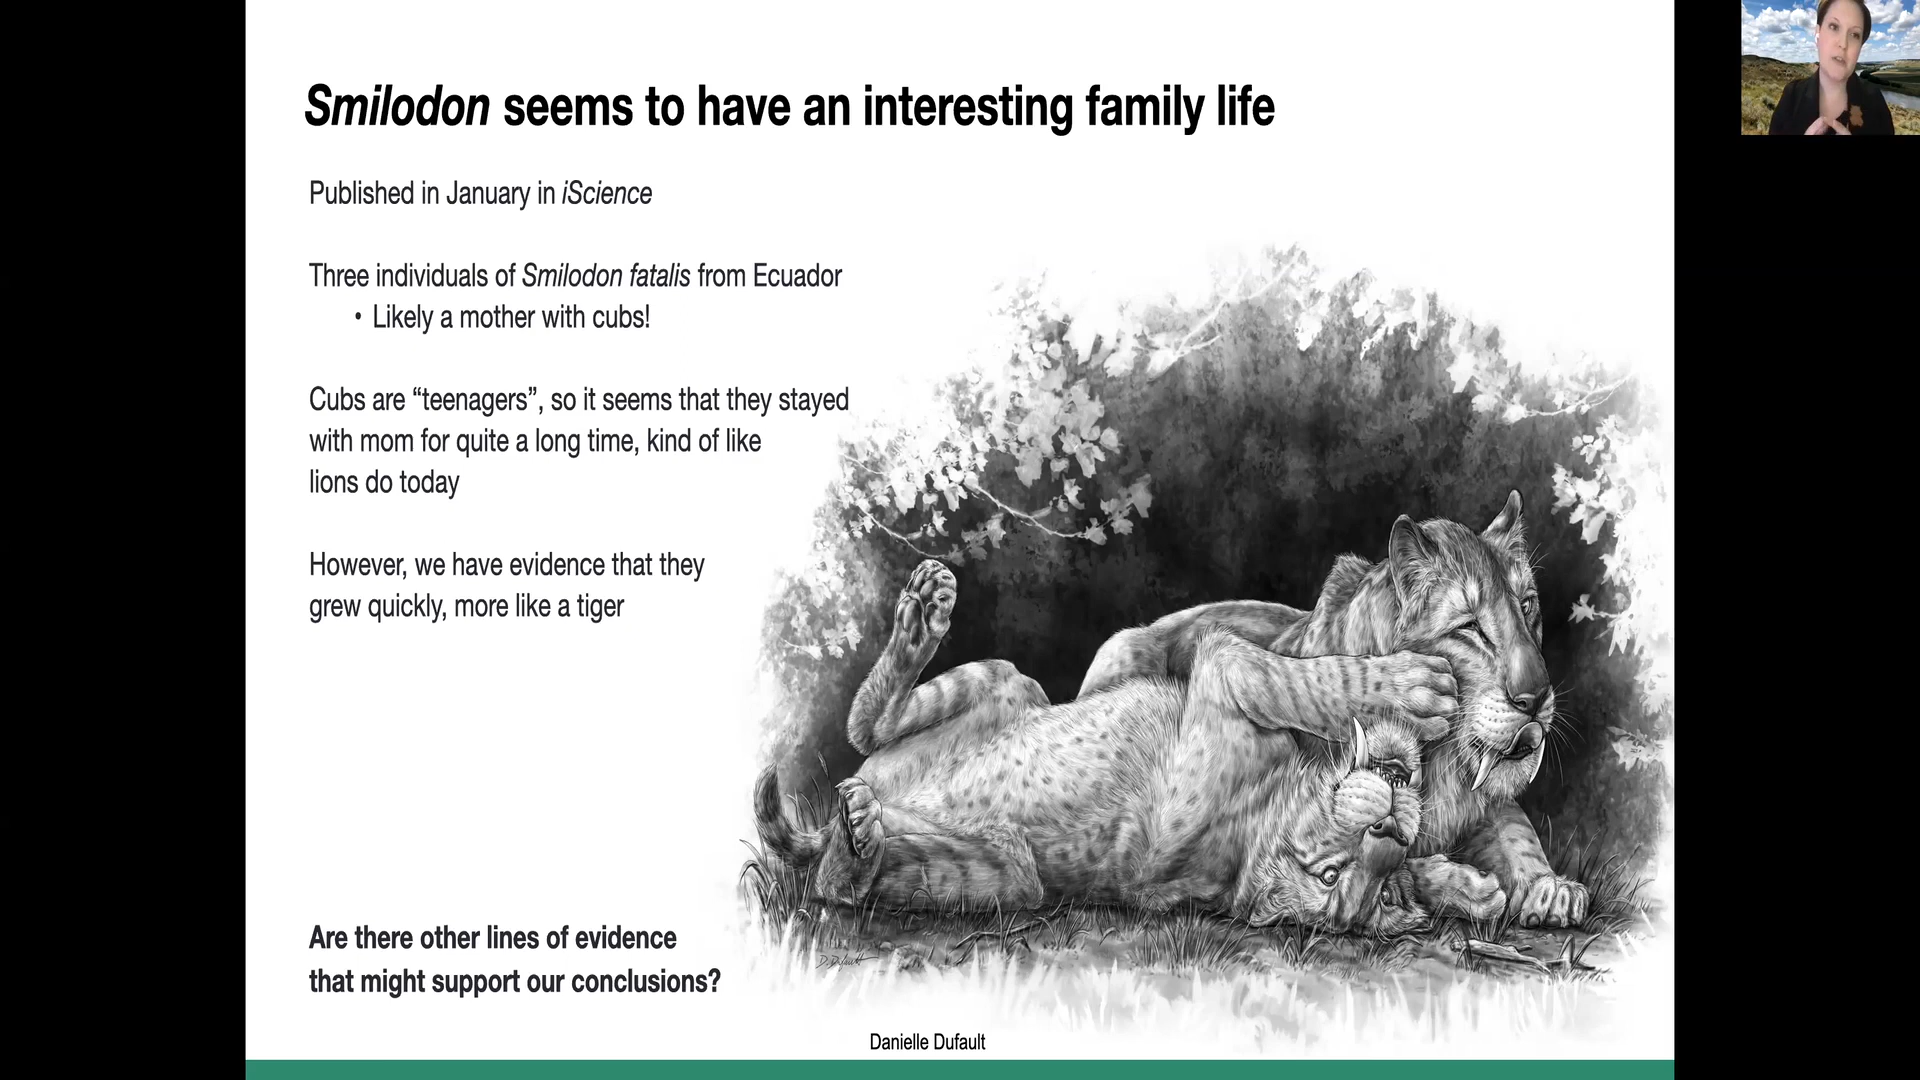 Smilodon seems to have an interesting family life
Published in January in iScience
Three individuals of Smilodon fatalis from Ecuador
• Likely a mother with cubs!
Cubs are “teenagers”, so it seems that they stayed
with mom for quite a long time, kind of like
lions do today
However, we have evidence that they
grew quickly, more like a tiger
Are there other lines of evidence
that might support our conclusions?
D. Dufault
Danielle Dufault